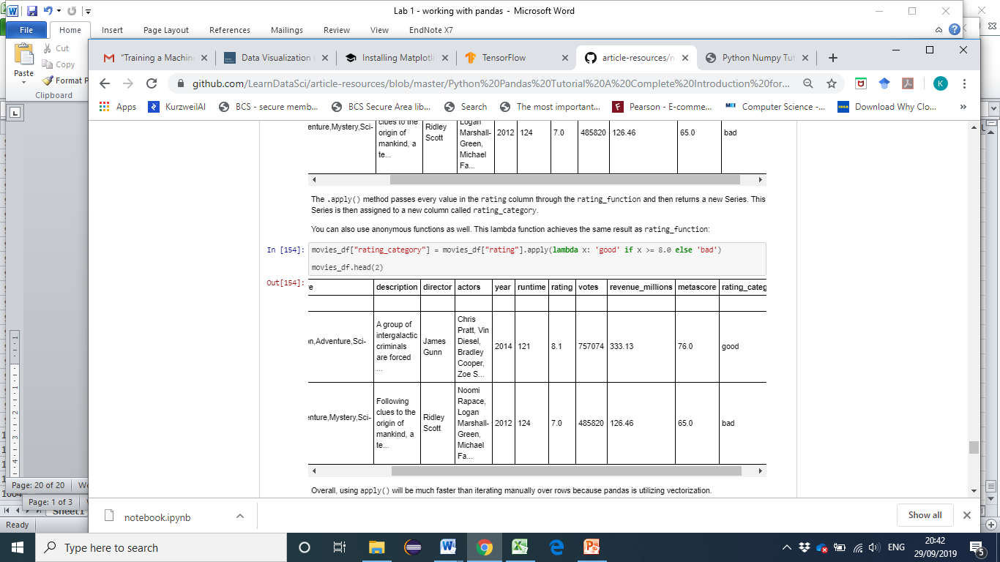 Lab 1 - working with pandas - Microsoft Word
File Home Insert Page Layout References Mailings Review View EndNote X7
Paste
Cut
Copy
Format P
Clipboard
"Training a Machin
Data Visualization
Installing Matplotli
TensorFlow
article-resources/n
Python Numpy Tut
github.com/LearnDataSci/article-resources/blob/master/Python%20Pandas%20Tutorial%20A%20Complete%20Introduction%20for...
K
Apps KurzweilAI BCS - secure memb... BCS Secure Area lib... Search The most important... Pearson - E-comme... Computer Science -... Download Why Clo... »
enture,Mystery,Sci-
clues to the
origin of
mankind, a
te...
Ridley
Scott
Logan
Marshall-
Green,
Michael
Fa...
2012 124 7.0 485820 126.46 65.0 bad
The .apply() method passes every value in the rating column through the rating_function and then returns a new Series. This
Series is then assigned to a new column called rating_category.
You can also use anonymous functions as well. This lambda function achieves the same result as rating_function:
In [154]: movies_df["rating_category"] = movies_df["rating"].apply(lambda x: 'good' if x >= 8.0 else 'bad')
movies_df.head(2)
Out[154]:
e description director actors year runtime rating votes revenue_millions metascore rating_categ
n,Adventure,Sci-
A group of
intergalactic
criminals
are forced
...
James
Gunn
Chris
Pratt, Vin
Diesel,
Bradley
Cooper,
Zoe S...
2014 121 8.1 757074 333.13 76.0 good
enture,Mystery,Sci-
Following
clues to the
origin of
mankind, a
te...
Ridley
Scott
Noomi
Rapace,
Logan
Marshall-
Green,
Michael
Fa...
2012 124 7.0 485820 126.46 65.0 bad
Overall, using apply() will be much faster than iterating manually over rows because pandas is utilizing vectorization.
Page: 20 of 20
Page: 1 of 3
Sheet1
Ready
notebook.ipynb
Show all
Type here to search
ENG
20:42
29/09/2019
5